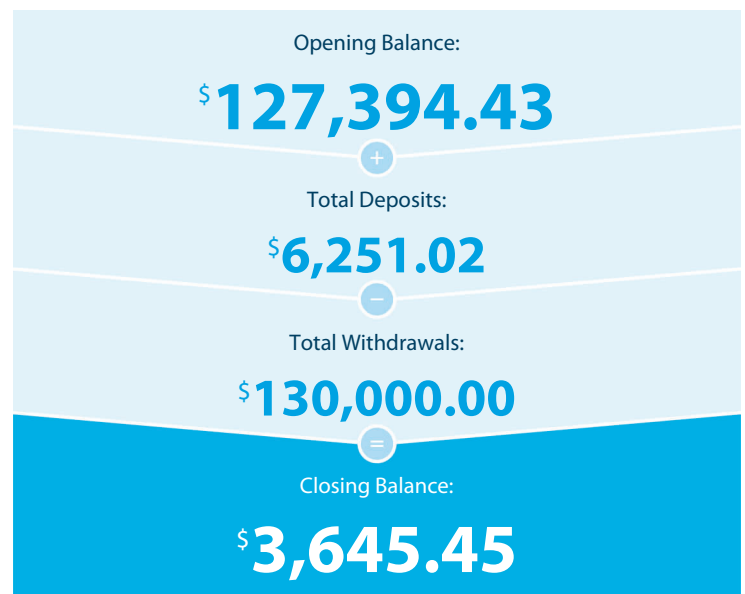 Opening Balance:
$127,394.43
+
Total Deposits:
$6,251.02
−
Total Withdrawals:
$130,000.00
=
Closing Balance:
$3,645.45